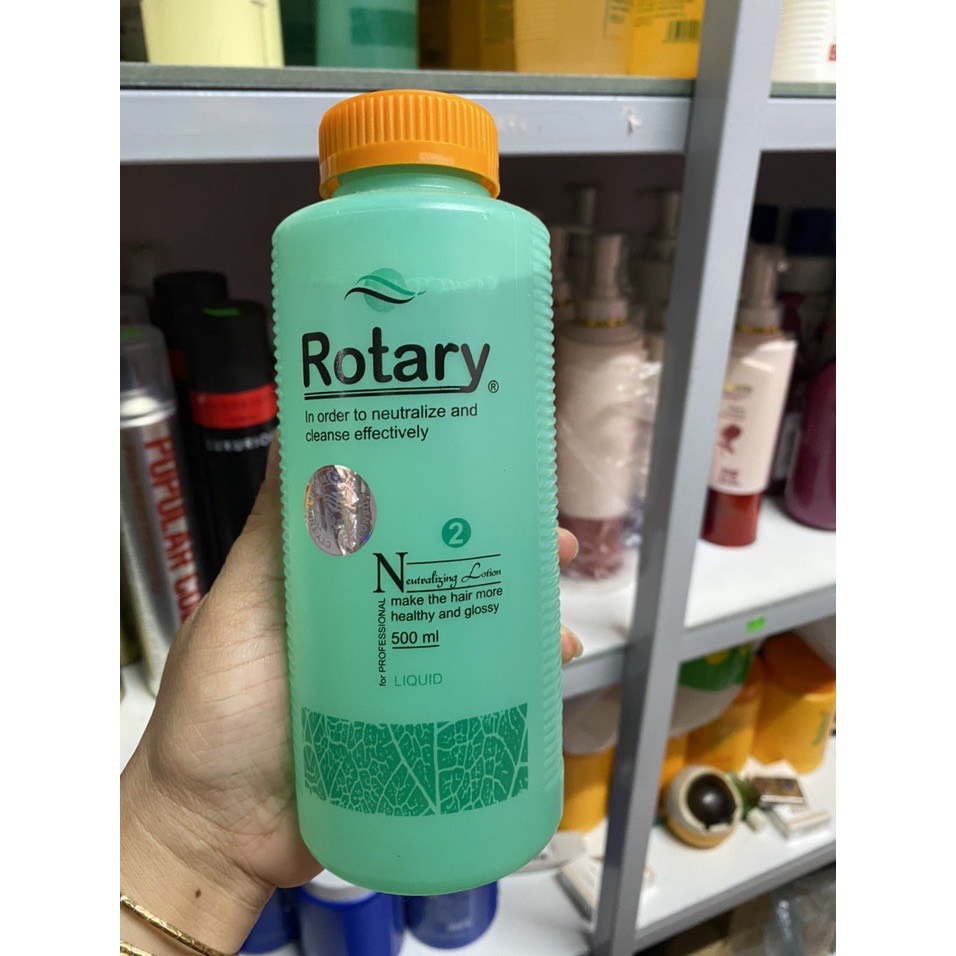 Rotary®
In order to neutralize and
cleanse effectively
2
Neutralizing Lotion
for PROFESSIONAL
make the hair more
healthy and glossy
500 ml
LIQUID
POPULAR CO